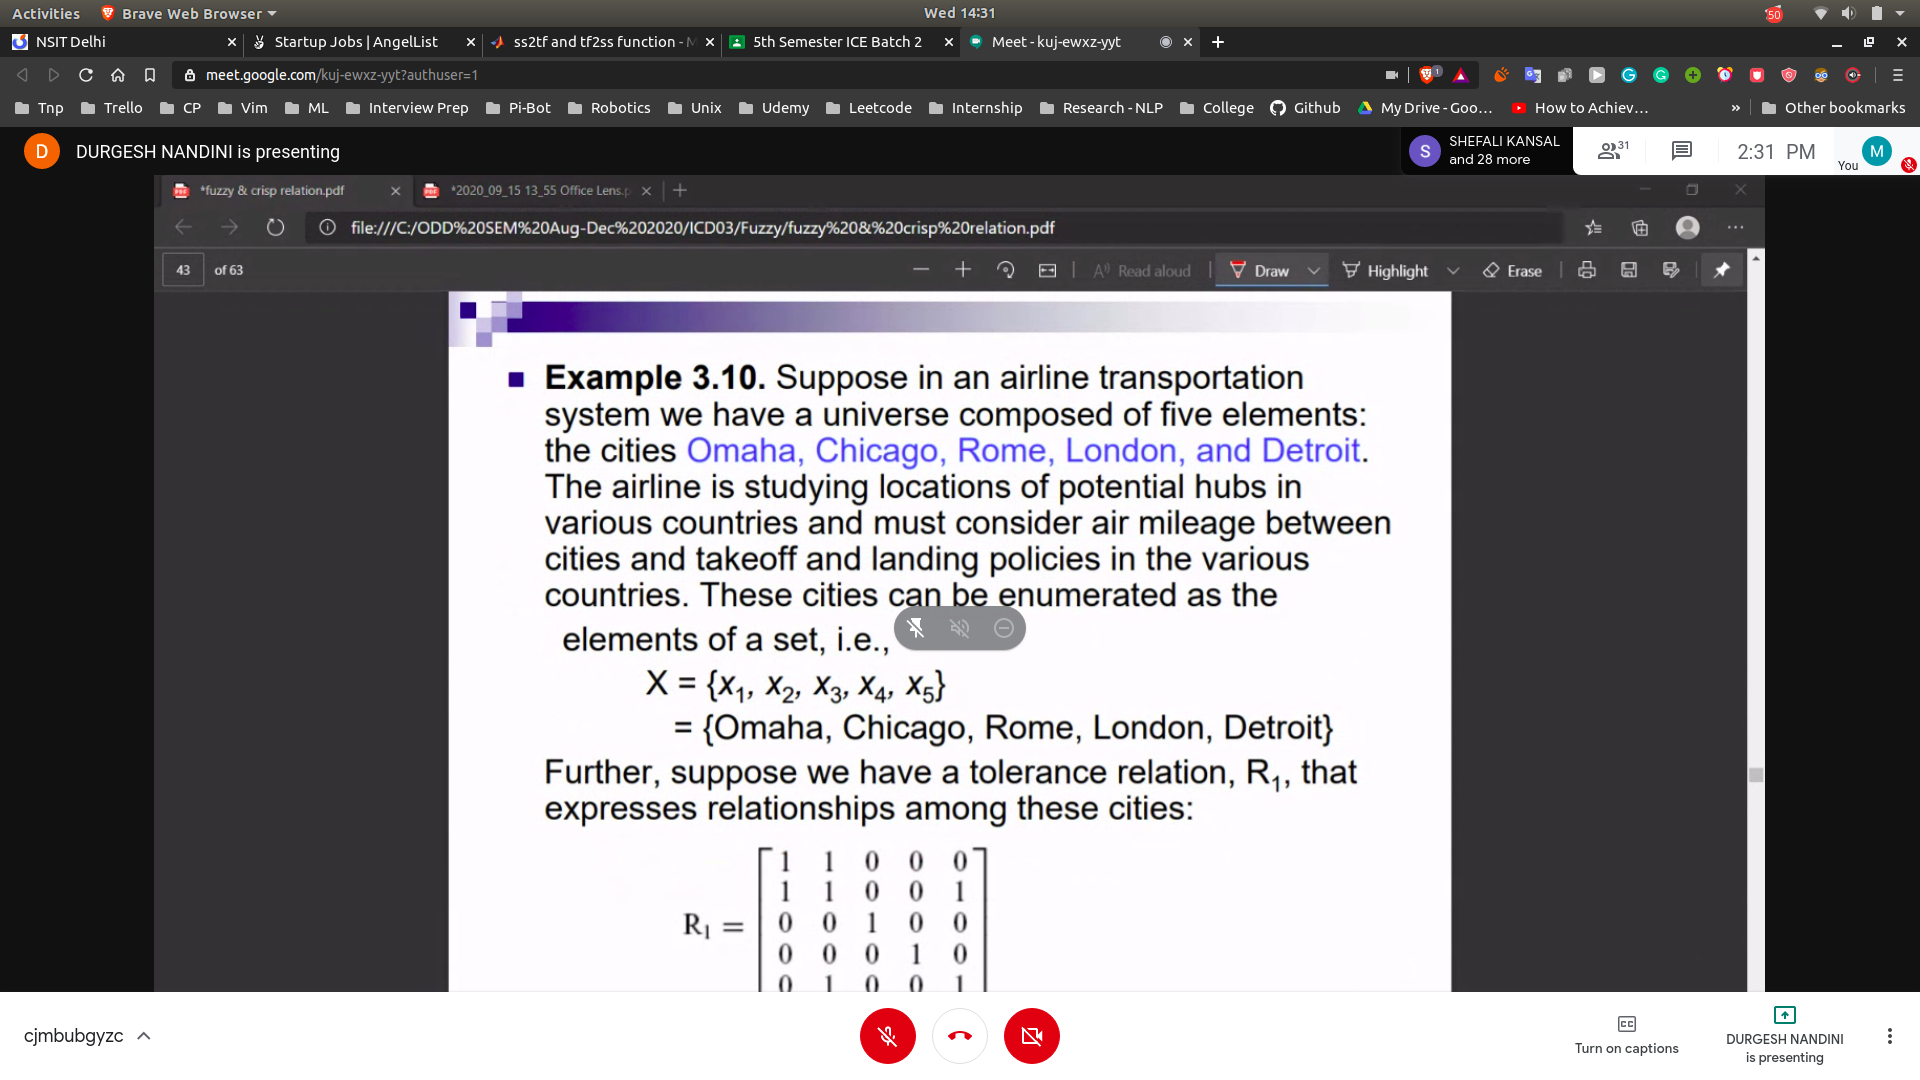 Activities Brave Web Browser Wed 14:31 50
NSIT Delhi Startup Jobs | AngelList ss2tf and tf2ss function - M 5th Semester ICE Batch 2 Meet - kuj-ewxz-yyt
meet.google.com/kuj-ewxz-yyt?authuser=1 1
Tnp Trello CP Vim ML Interview Prep Pi-Bot Robotics Unix Udemy Leetcode Internship Research - NLP College Github My Drive - Goo… How to Achiev… » Other bookmarks
D DURGESH NANDINI is presenting S SHEFALI KANSAL and 28 more 31 2:31 PM You M
*fuzzy & crisp relation.pdf *2020_09_15 13_55 Office Lens.p
file:///C:/ODD%20SEM%20Aug-Dec%202020/ICD03/Fuzzy/fuzzy%20&%20crisp%20relation.pdf
43 of 63 Read aloud Draw Highlight Erase
Example 3.10. Suppose in an airline transportation
system we have a universe composed of five elements:
the cities Omaha, Chicago, Rome, London, and Detroit.
The airline is studying locations of potential hubs in
various countries and must consider air mileage between
cities and takeoff and landing policies in the various
countries. These cities can be enumerated as the
elements of a set, i.e.,
X = {x1, x2, x3, x4, x5}
= {Omaha, Chicago, Rome, London, Detroit}
Further, suppose we have a tolerance relation, R1, that
expresses relationships among these cities:
1 1 0 0 0
1 1 0 0 1
R1 = 0 0 1 0 0
0 0 0 1 0
0 1 0 0 1
cjmbubgyzc
CC
Turn on captions
DURGESH NANDINI
is presenting